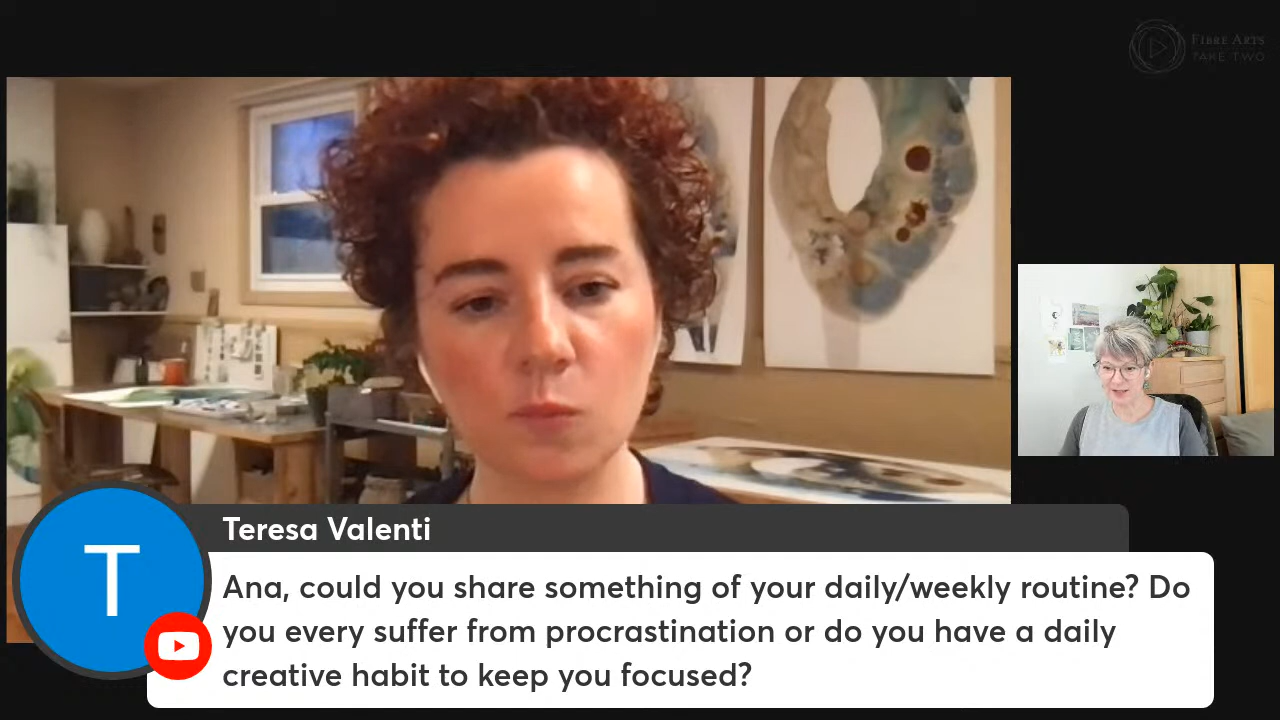 FIBRE ARTS
TAKE TWO
T
Teresa Valenti
Ana, could you share something of your daily/weekly routine? Do
you every suffer from procrastination or do you have a daily
creative habit to keep you focused?